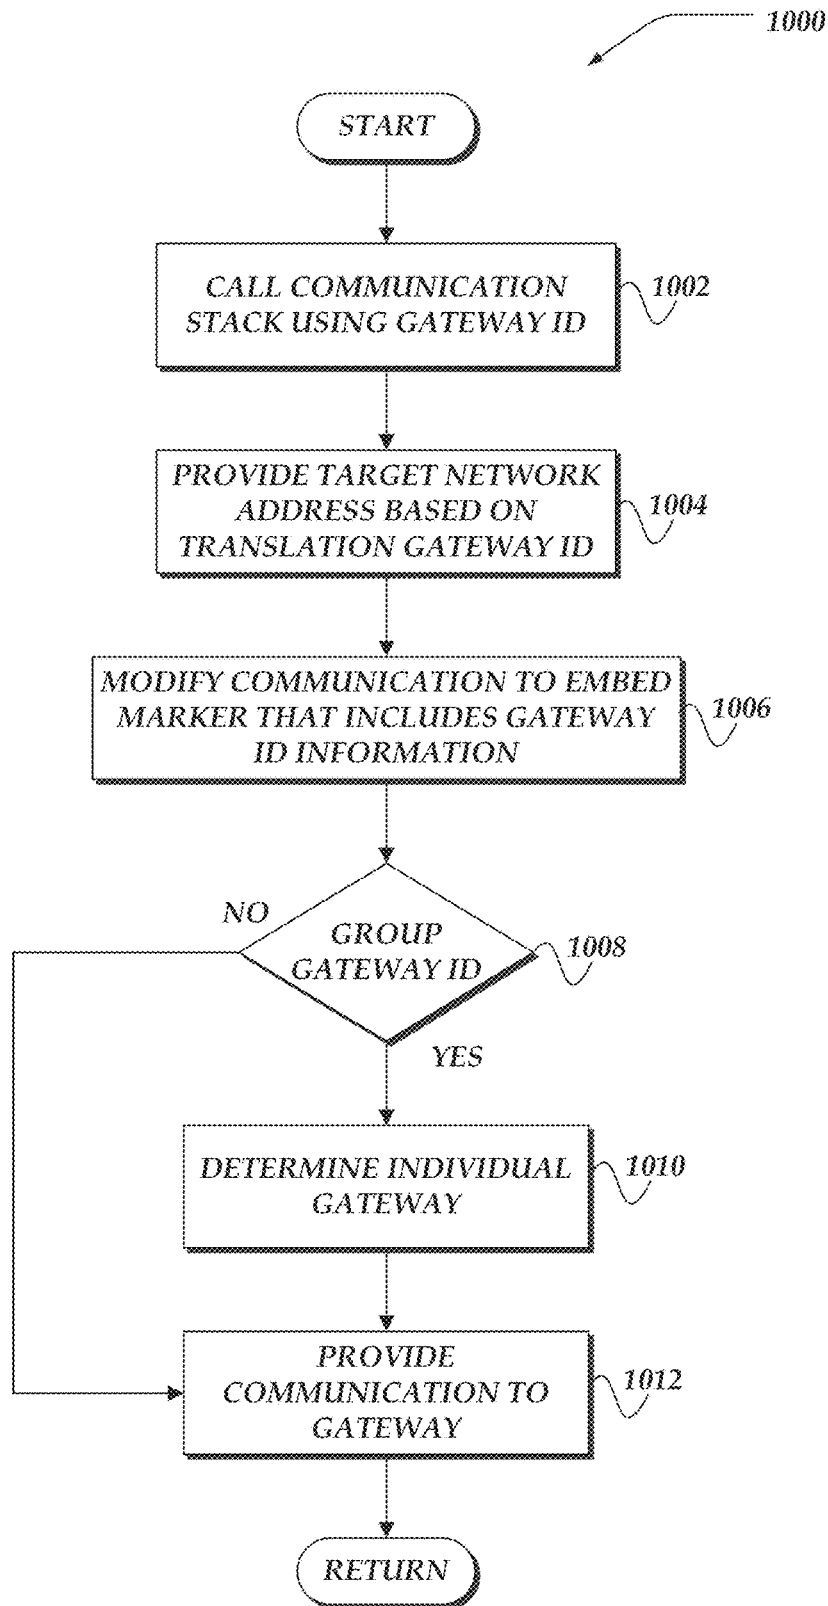 1000
START
CALL COMMUNICATION
STACK USING GATEWAY ID
1002
PROVIDE TARGET NETWORK
ADDRESS BASED ON
TRANSLATION GATEWAY ID
1004
MODIFY COMMUNICATION TO EMBED
MARKER THAT INCLUDES GATEWAY
ID INFORMATION
1006
NO
GROUP
GATEWAY ID
1008
YES
DETERMINE INDIVIDUAL
GATEWAY
1010
PROVIDE
COMMUNICATION TO
GATEWAY
1012
RETURN